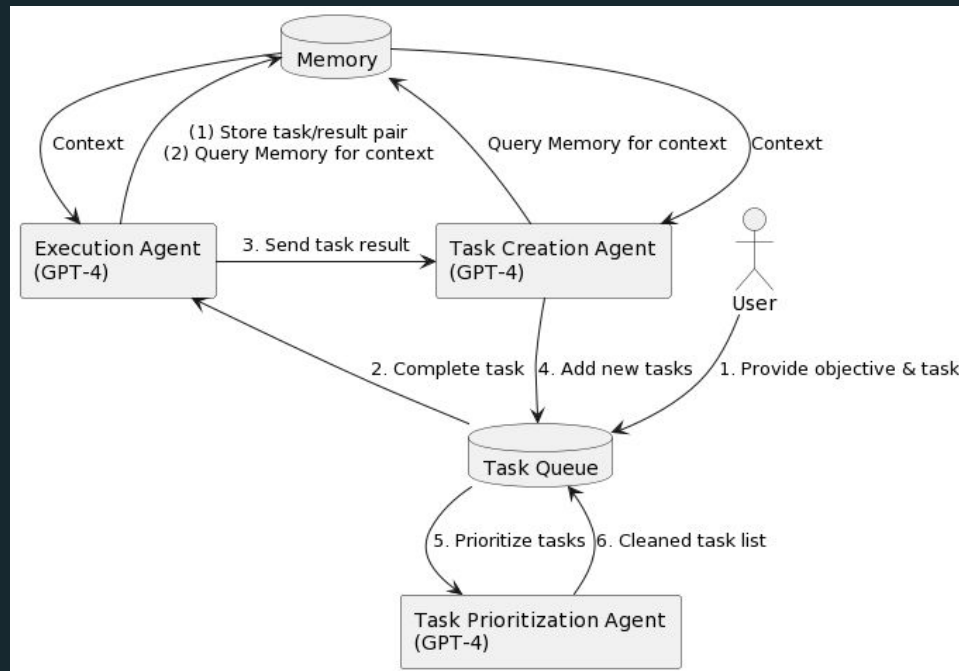 Memory
Context
(1) Store task/result pair
(2) Query Memory for context
Query Memory for context
Context
Execution Agent
(GPT-4)
3. Send task result
Task Creation Agent
(GPT-4)
User
2. Complete task
4. Add new tasks
1. Provide objective & task
Task Queue
5. Prioritize tasks
6. Cleaned task list
Task Prioritization Agent
(GPT-4)